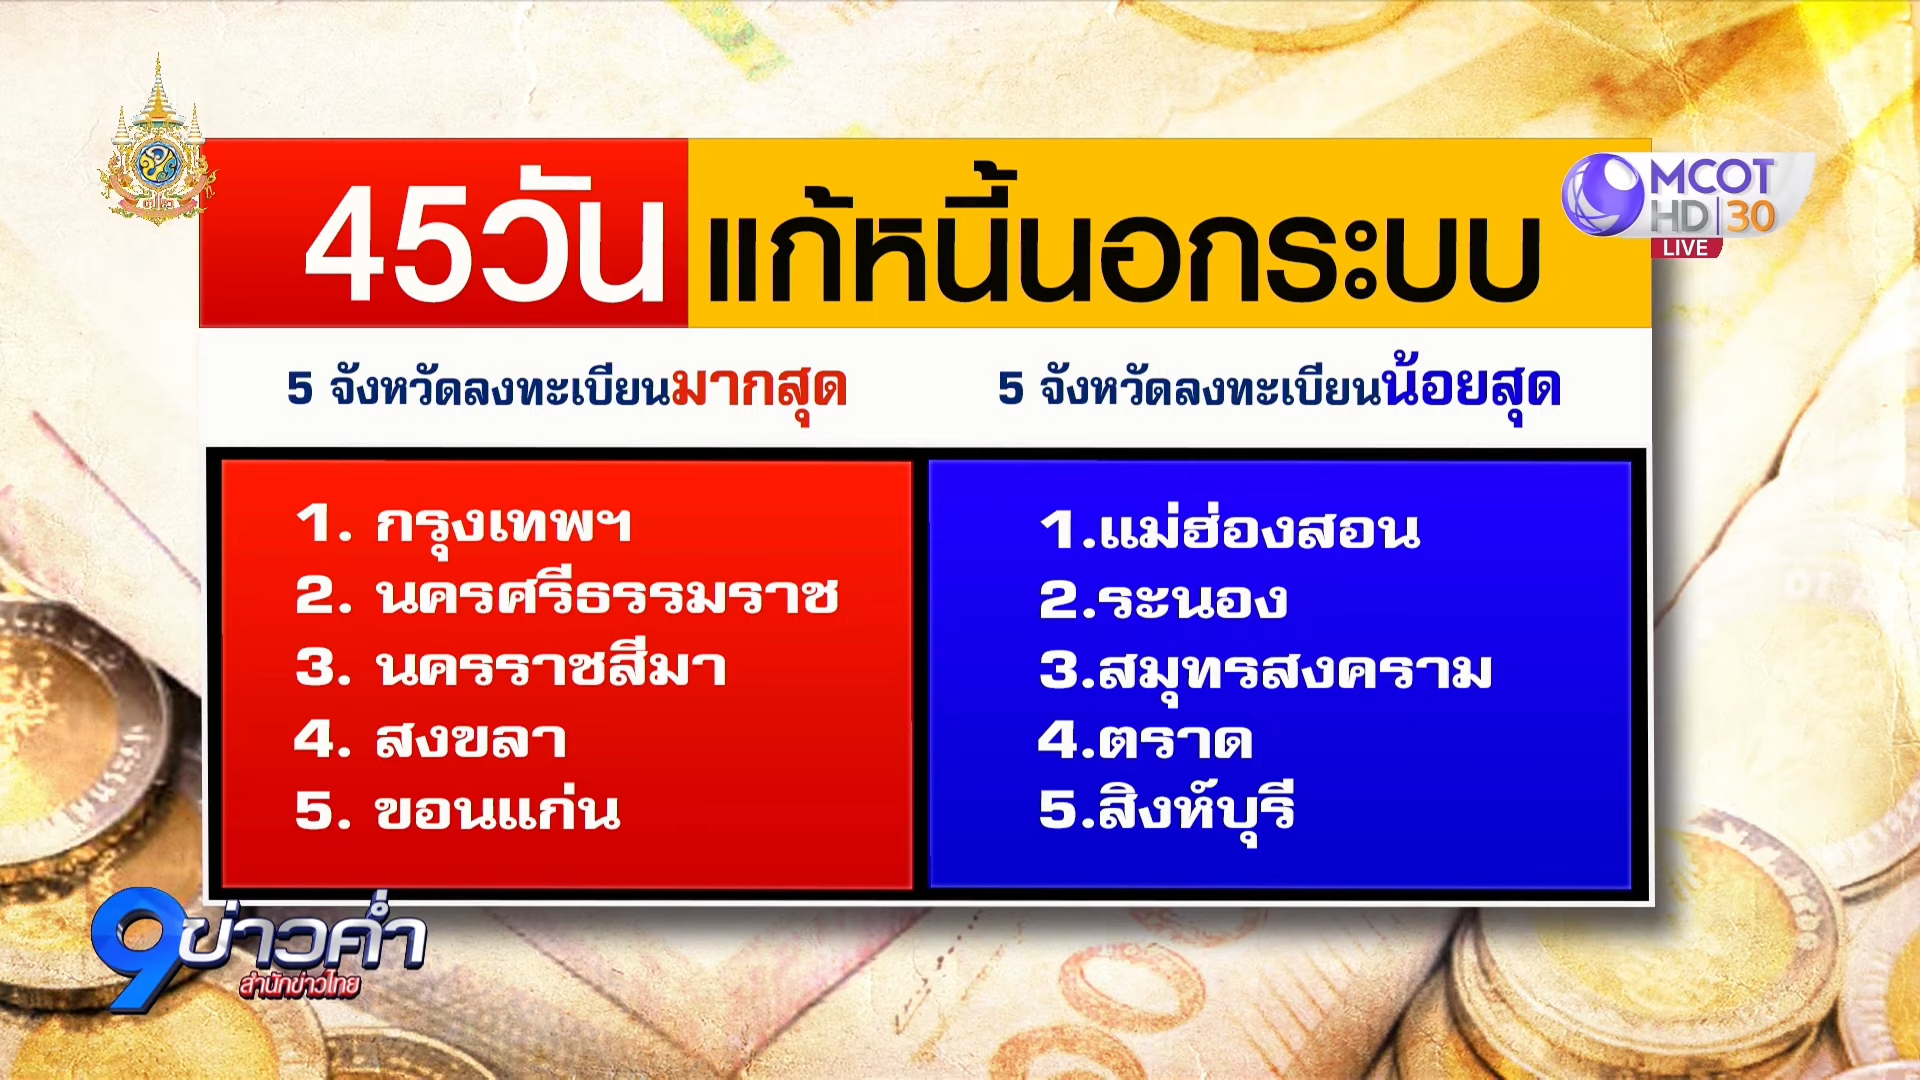 45วัน แก้หนี้นอกระบบ
MCOT
HD 30
LIVE
๗๒
5 จังหวัดลงทะเบียนมากสุด
5 จังหวัดลงทะเบียนน้อยสุด
1. กรุงเทพฯ
2. นครศรีธรรมราช
3. นครราชสีมา
4. สงขลา
5. ขอนแก่น
1.แม่ฮ่องสอน
2.ระนอง
3.สมุทรสงคราม
4.ตราด
5.สิงห์บุรี
9ข่าวค่ำ
สำนักข่าวไทย